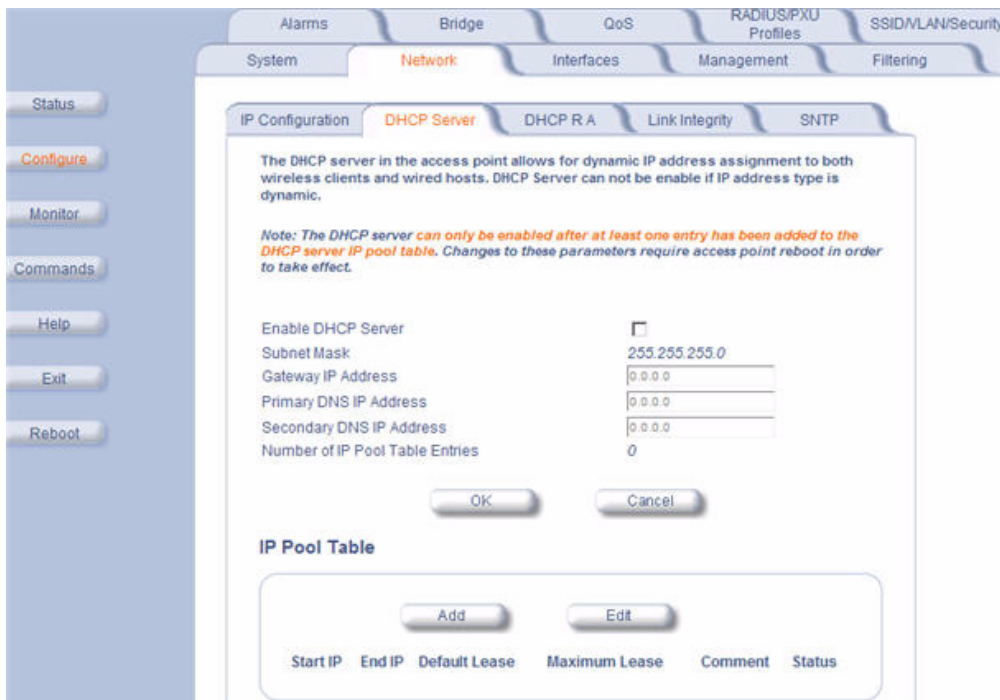 Alarms Bridge QoS RADIUS/PXU Profiles SSID/VLAN/Security
System Network Interfaces Management Filtering
Status
Configure
Monitor
Commands
Help
Exit
Reboot
IP Configuration DHCP Server DHCP R A Link Integrity SNTP
The DHCP server in the access point allows for dynamic IP address assignment to both
wireless clients and wired hosts. DHCP Server can not be enable if IP address type is
dynamic.
Note: The DHCP server can only be enabled after at least one entry has been added to the
DHCP server IP pool table. Changes to these parameters require access point reboot in order
to take effect.
Enable DHCP Server
Subnet Mask 255.255.255.0
Gateway IP Address 0.0.0.0
Primary DNS IP Address 0.0.0.0
Secondary DNS IP Address 0.0.0.0
Number of IP Pool Table Entries 0
OK Cancel
IP Pool Table
Add Edit
Start IP End IP Default Lease Maximum Lease Comment Status